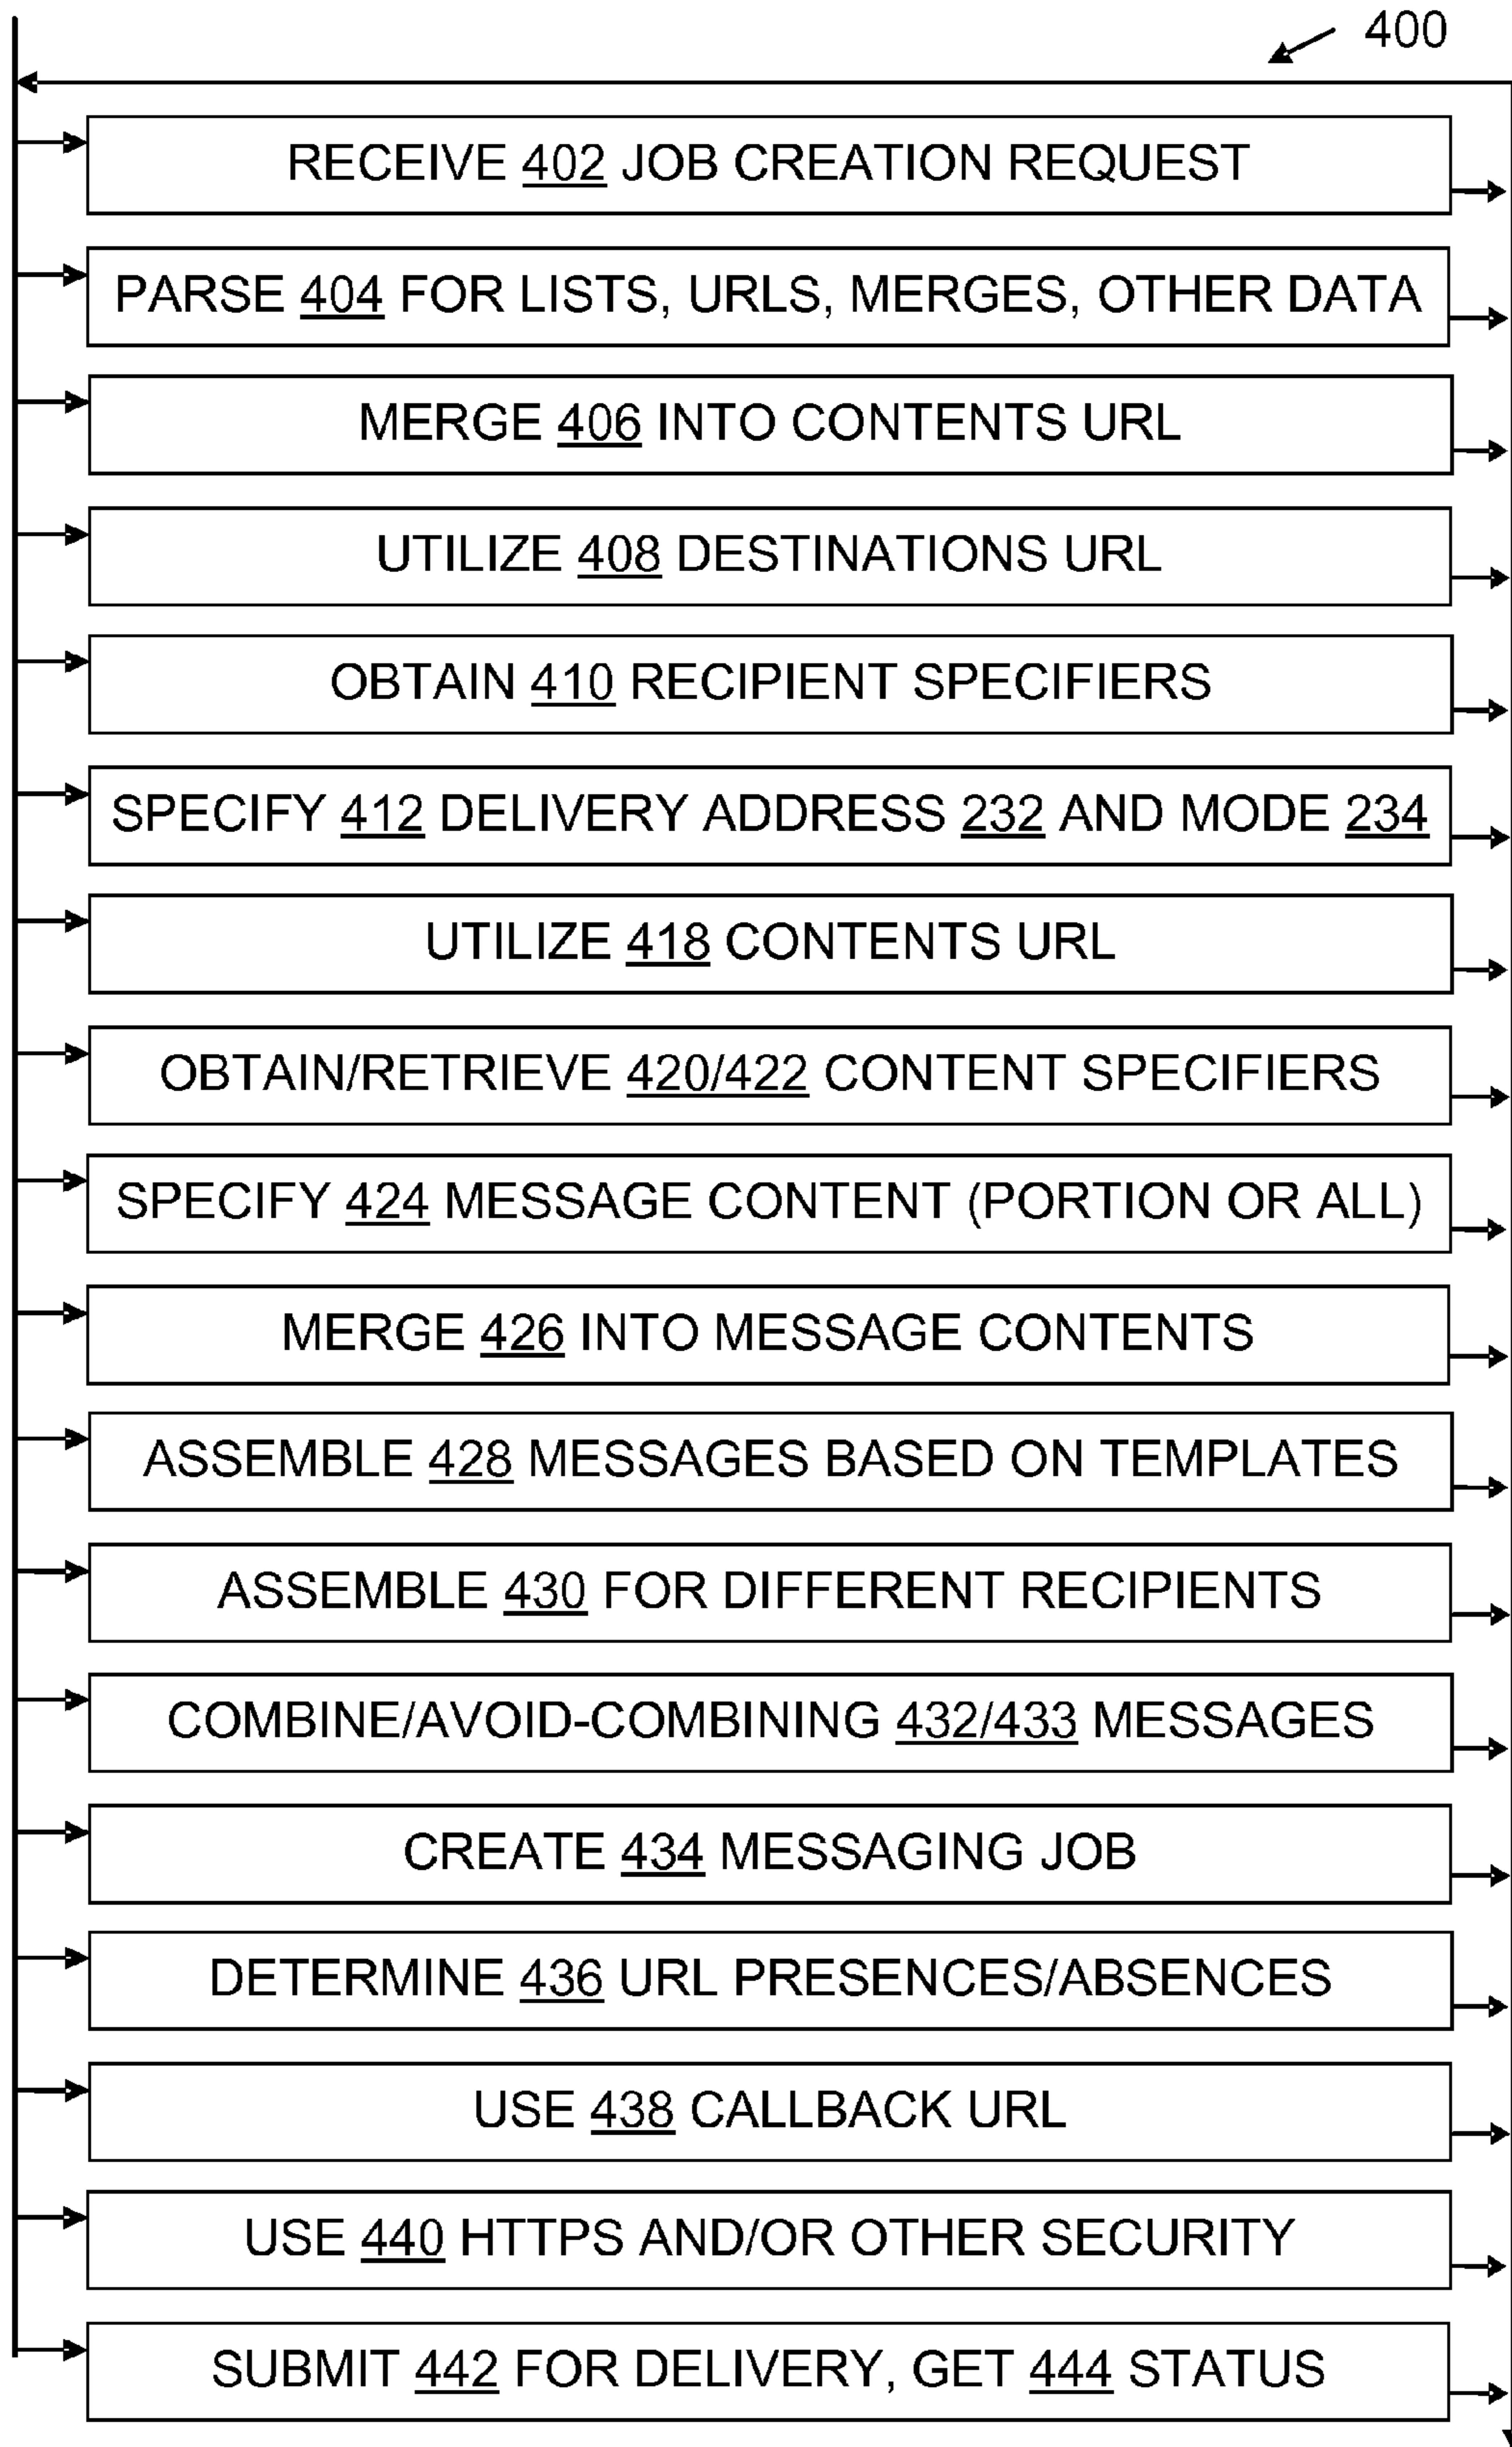 400
RECEIVE 402 JOB CREATION REQUEST
PARSE 404 FOR LISTS, URLS, MERGES, OTHER DATA
MERGE 406 INTO CONTENTS URL
UTILIZE 408 DESTINATIONS URL
OBTAIN 410 RECIPIENT SPECIFIERS
SPECIFY 412 DELIVERY ADDRESS 232 AND MODE 234
UTILIZE 418 CONTENTS URL
OBTAIN/RETRIEVE 420/422 CONTENT SPECIFIERS
SPECIFY 424 MESSAGE CONTENT (PORTION OR ALL)
MERGE 426 INTO MESSAGE CONTENTS
ASSEMBLE 428 MESSAGES BASED ON TEMPLATES
ASSEMBLE 430 FOR DIFFERENT RECIPIENTS
COMBINE/AVOID-COMBINING 432/433 MESSAGES
CREATE 434 MESSAGING JOB
DETERMINE 436 URL PRESENCES/ABSENCES
USE 438 CALLBACK URL
USE 440 HTTPS AND/OR OTHER SECURITY
SUBMIT 442 FOR DELIVERY, GET 444 STATUS